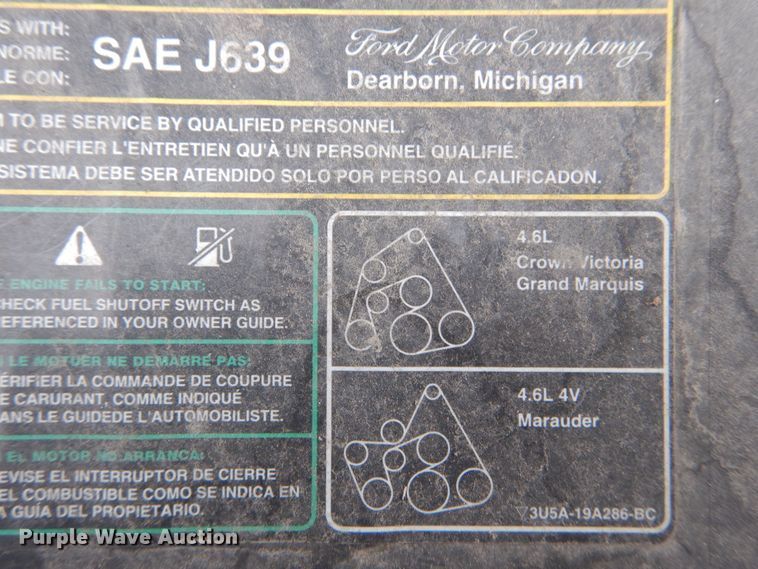 S WITH:
NORME:
LE CON:
SAE J639
Ford Motor Company
Dearborn, Michigan
TO BE SERVICE BY QUALIFIED PERSONNEL.
NE CONFIER L'ENTRETIEN QU'À UN PERSONNEL QUALIFIÉ.
SISTEMA DEBE SER ATENDIDO SOLO POR PERSO AL CALIFICADON.
F ENGINE FAILS TO START:
CHECK FUEL SHUTOFF SWITCH AS
REFERENCED IN YOUR OWNER GUIDE.
LE MOTUER NE DEMARRE PAS:
VÉRIFIER LA COMMANDE DE COUPURE
E CARURANT, COMME INDIQUÉ
ANS LE GUIDEDE L'AUTOMOBILISTE.
EL MOTOR NO ARRANCA:
EVISE EL INTERRUPTOR DE CIERRE
EL COMBUSTIBLE COMO SE INDICA EN
A GUÍA DEL PROPIETARIO.
4.6L
Crown Victoria
Grand Marquis
4.6L 4V
Marauder
3U5A-19A286-BC
Purple Wave Auction